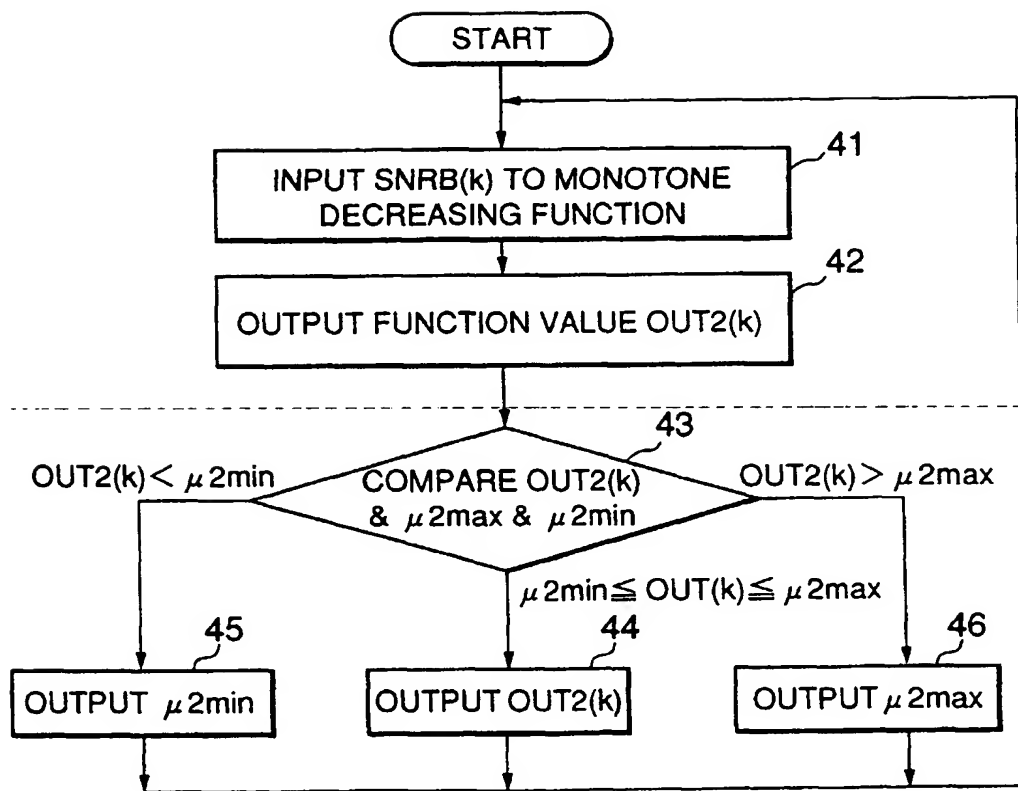 START
41
INPUT SNRB(k) TO MONOTONE
DECREASING FUNCTION
42
OUTPUT FUNCTION VALUE OUT2(k)
43
OUT2(k) < μ2min
COMPARE OUT2(k)
& μ2max & μ2min
OUT2(k) > μ2max
μ2min ≦ OUT(k) ≦ μ2max
45
OUTPUT μ2min
44
OUTPUT OUT2(k)
46
OUTPUT μ2max